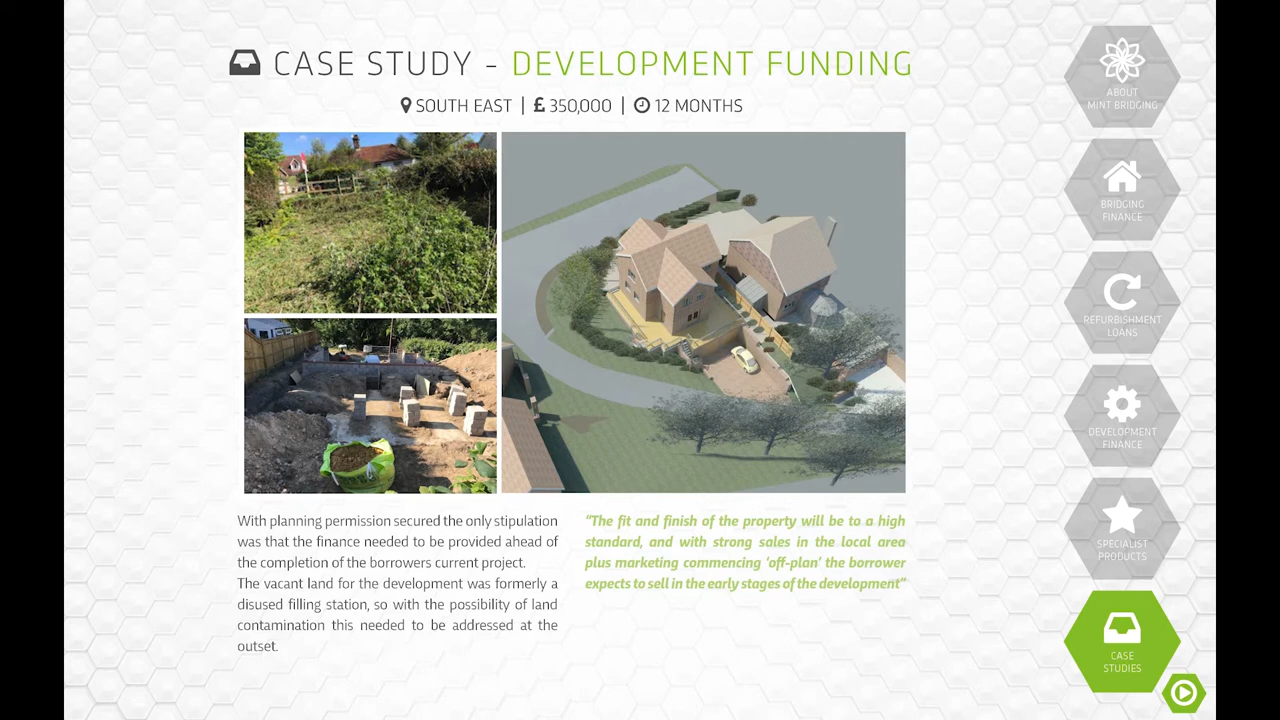 CASE STUDY - DEVELOPMENT FUNDING
SOUTH EAST | £ 350,000 | 12 MONTHS
With planning permission secured the only stipulation
was that the finance needed to be provided ahead of
the completion of the borrowers current project.
The vacant land for the development was formerly a
disused filling station, so with the possibility of land
contamination this needed to be addressed at the
outset.
“The fit and finish of the property will be to a high
standard, and with strong sales in the local area
plus marketing commencing ‘off-plan’ the borrower
expects to sell in the early stages of the development”
ABOUT
MINT BRIDGING
BRIDGING
FINANCE
REFURBISHMENT
LOANS
DEVELOPMENT
FINANCE
SPECIALIST
PRODUCTS
CASE
STUDIES